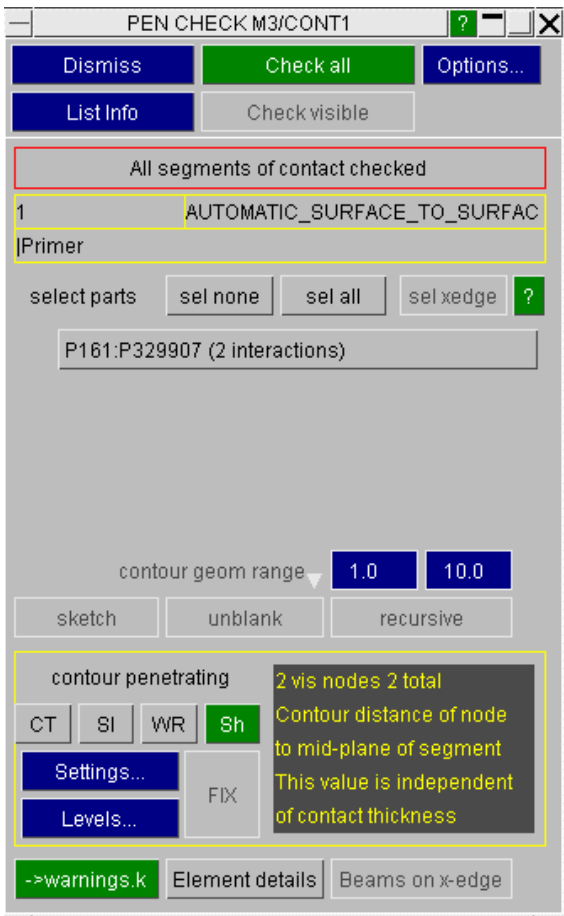 PEN CHECK M3/CONT1 ?
Dismiss Check all Options...
List Info Check visible
All segments of contact checked
1 AUTOMATIC_SURFACE_TO_SURFAC
|Primer
select parts sel none sel all sel xedge ?
P161:P329907 (2 interactions)
contour geom range 1.0 10.0
sketch unblank recursive
contour penetrating
CT SI WR Sh
Settings...
FIX
Levels...
2 vis nodes 2 total
Contour distance of node
to mid-plane of segment
This value is independent
of contact thickness
->warnings.k Element details Beams on x-edge